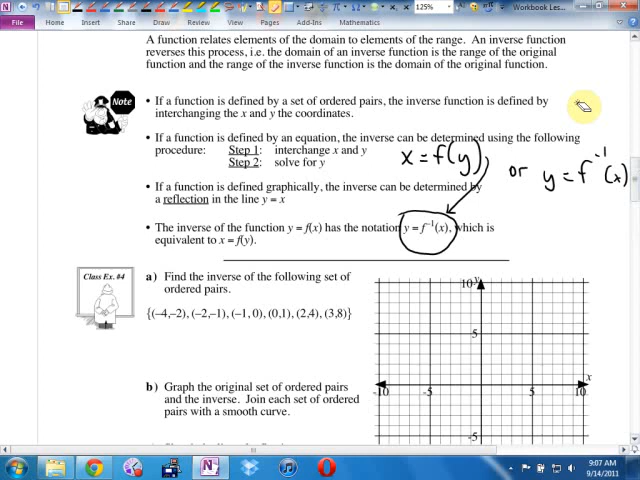 File
Home
Insert
Share
Draw
Review
View
Add-Ins
Mathematics
125%
Workbook Les...
A function relates elements of the domain to elements of the range. An inverse function
reverses this process, i.e. the domain of an inverse function is the range of the original
function and the range of the inverse function is the domain of the original function.
Note
• If a function is defined by a set of ordered pairs, the inverse function is defined by
interchanging the x and y the coordinates.
• If a function is defined by an equation, the inverse can be determined using the following
procedure: Step 1: interchange x and y
Step 2: solve for y
x = f(y)
or y = f⁻¹(x)
• If a function is defined graphically, the inverse can be determined by
a reflection in the line y = x
• The inverse of the function y = f(x) has the notation y = f⁻¹(x), which is
equivalent to x = f(y).
Class Ex. #4
a) Find the inverse of the following set of
ordered pairs.
{(−4,−2), (−2,−1), (−1, 0), (0,1), (2,4), (3,8)}
b) Graph the original set of ordered pairs
and the inverse. Join each set of ordered
pairs with a smooth curve.
10 y
5
x
-10 -5 5 10
-5
9:07 AM
9/14/2011